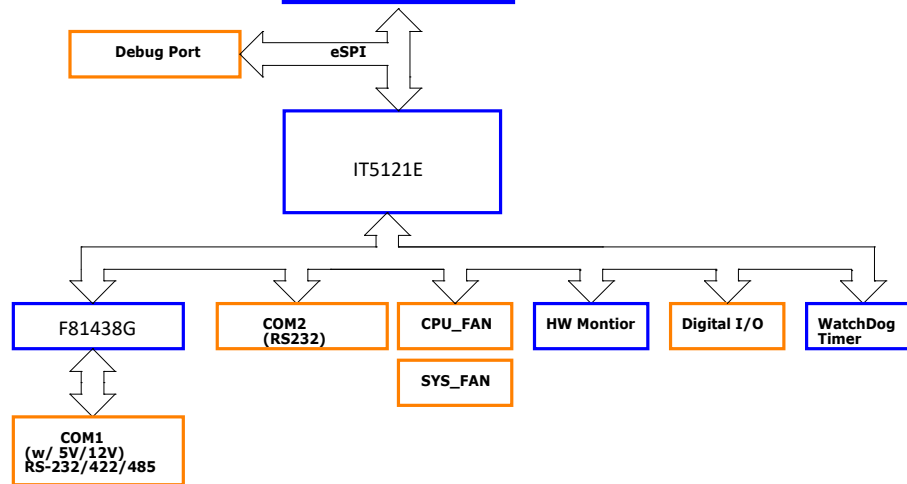 Debug Port
eSPI
IT5121E
F81438G
COM2
(RS232)
CPU_FAN
HW Montior
Digital I/O
WatchDog
Timer
SYS_FAN
COM1
(w/ 5V/12V)
RS-232/422/485